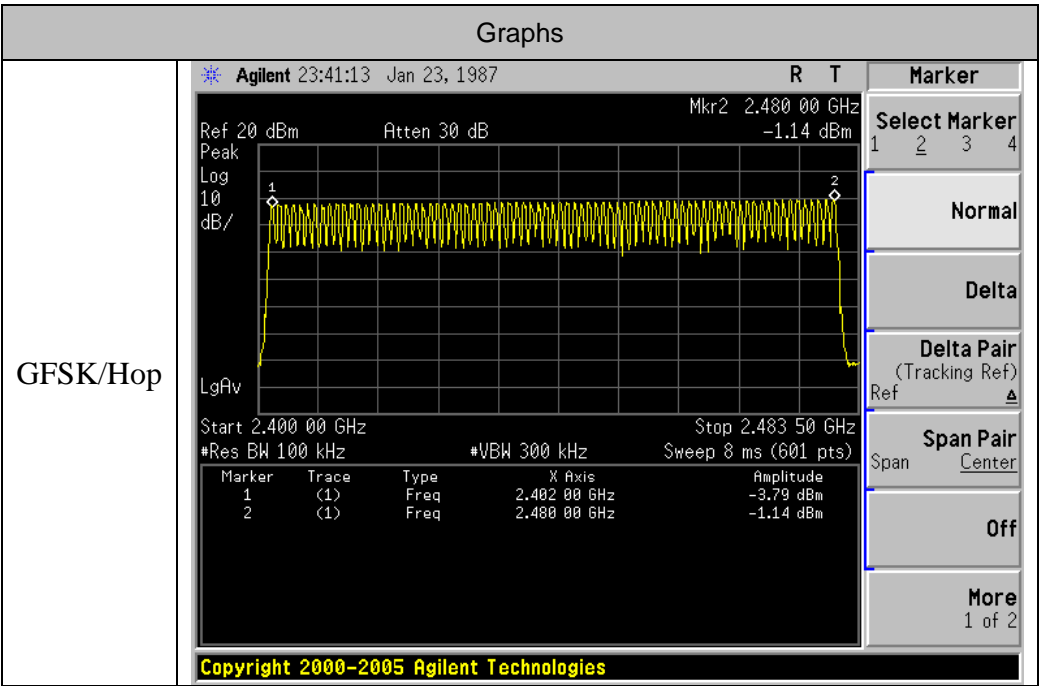 Graphs
GFSK/Hop
Agilent 23:41:13 Jan 23, 1987 R T
Mkr2 2.480 00 GHz
Ref 20 dBm Atten 30 dB -1.14 dBm
Peak
Log
10
dB/
1
2
LgAv
Start 2.400 00 GHz Stop 2.483 50 GHz
#Res BW 100 kHz #VBW 300 kHz Sweep 8 ms (601 pts)
Marker Trace Type X Axis Amplitude
1 (1) Freq 2.402 00 GHz -3.79 dBm
2 (1) Freq 2.480 00 GHz -1.14 dBm
Copyright 2000-2005 Agilent Technologies
Marker
Select Marker
1 2 3 4
Normal
Delta
Delta Pair
(Tracking Ref)
Ref Δ
Span Pair
Span Center
Off
More
1 of 2